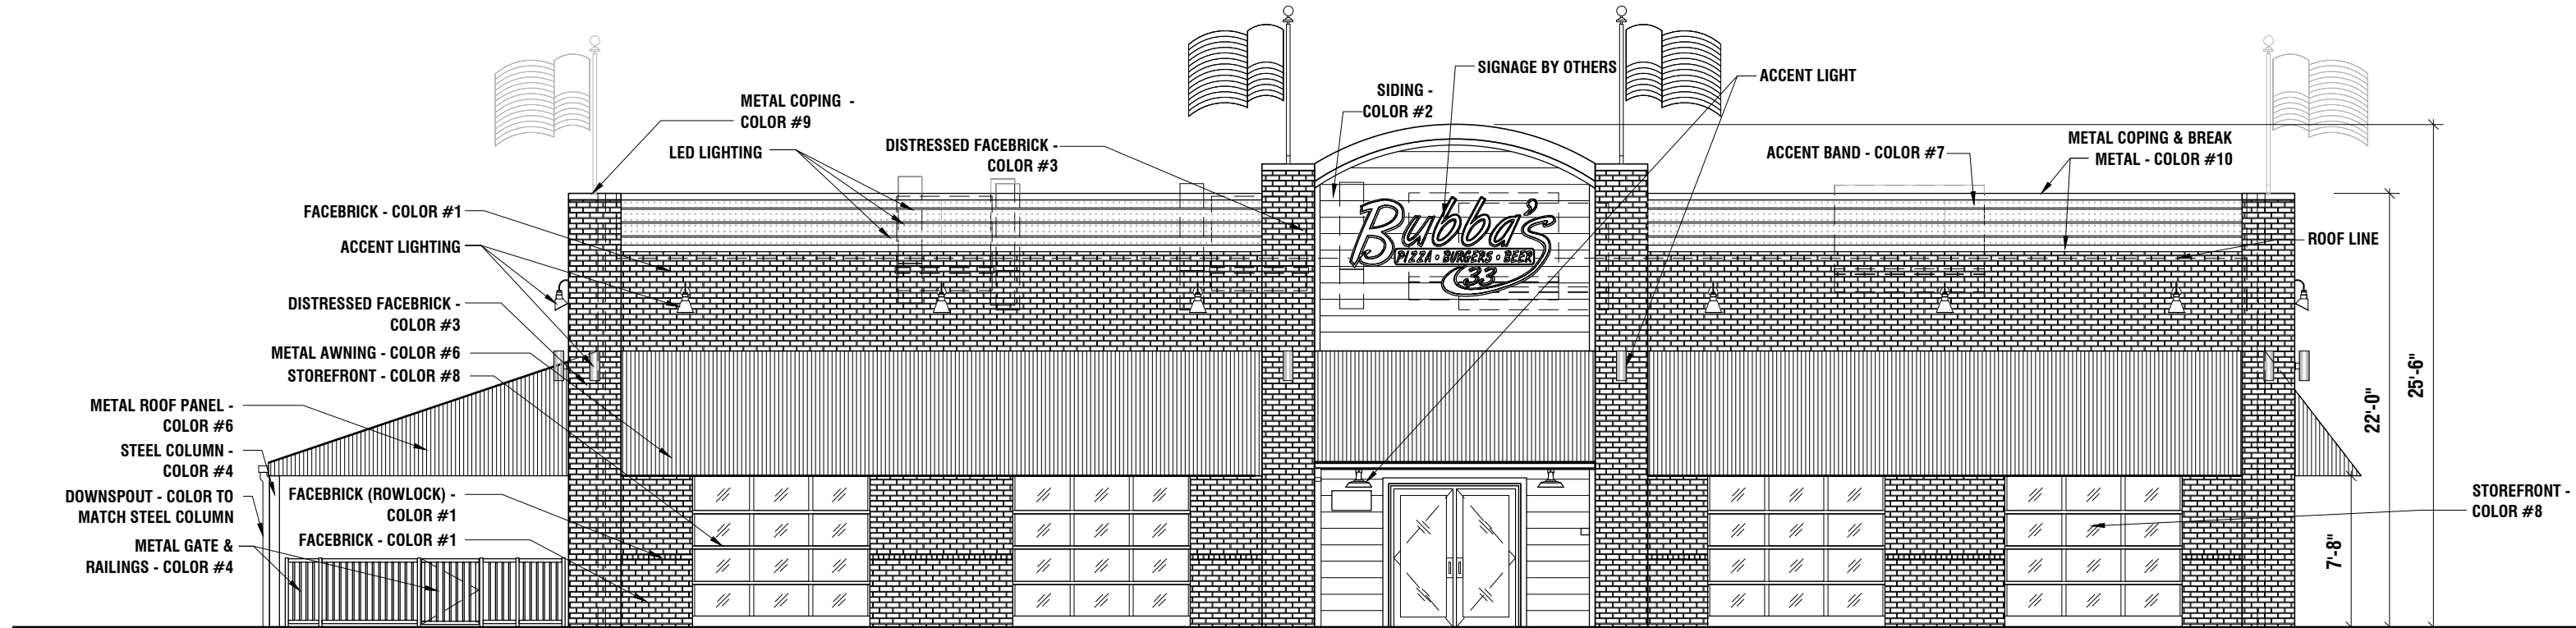 SIGNAGE BY OTHERS
ACCENT LIGHT
SIDING -
COLOR #2
METAL COPING -
COLOR #9
LED LIGHTING
DISTRESSED FACEBRICK -
COLOR #3
ACCENT BAND - COLOR #7
METAL COPING & BREAK
METAL - COLOR #10
FACEBRICK - COLOR #1
ACCENT LIGHTING
ROOF LINE
Bubba's
PIZZA • BURGERS • BEER
33
DISTRESSED FACEBRICK -
COLOR #3
METAL AWNING - COLOR #6
STOREFRONT - COLOR #8
METAL ROOF PANEL -
COLOR #6
STEEL COLUMN -
COLOR #4
DOWNSPOUT - COLOR TO
MATCH STEEL COLUMN
METAL GATE &
RAILINGS - COLOR #4
FACEBRICK (ROWLOCK) -
COLOR #1
FACEBRICK - COLOR #1
25'-6"
22'-0"
7'-8"
STOREFRONT -
COLOR #8